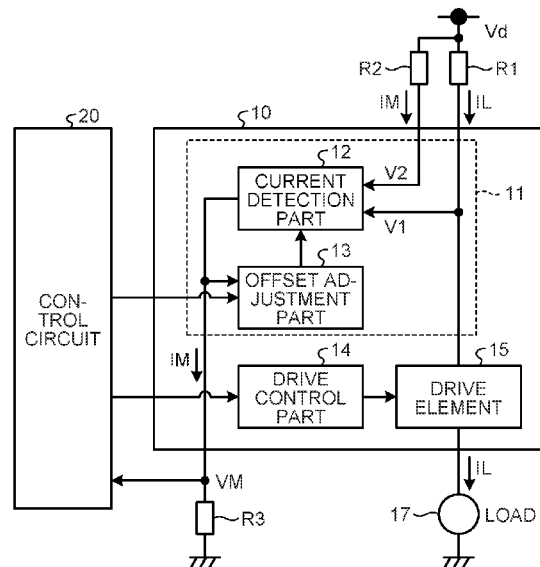 Vd
R2
R1
IM
IL
20
10
12
CURRENT
DETECTION
PART
V2
V1
11
13
OFFSET AD-
JUSTMENT
PART
CON-
TROL
CIRCUIT
IM
14
DRIVE
CONTROL
PART
15
DRIVE
ELEMENT
VM
IL
R3
17
LOAD